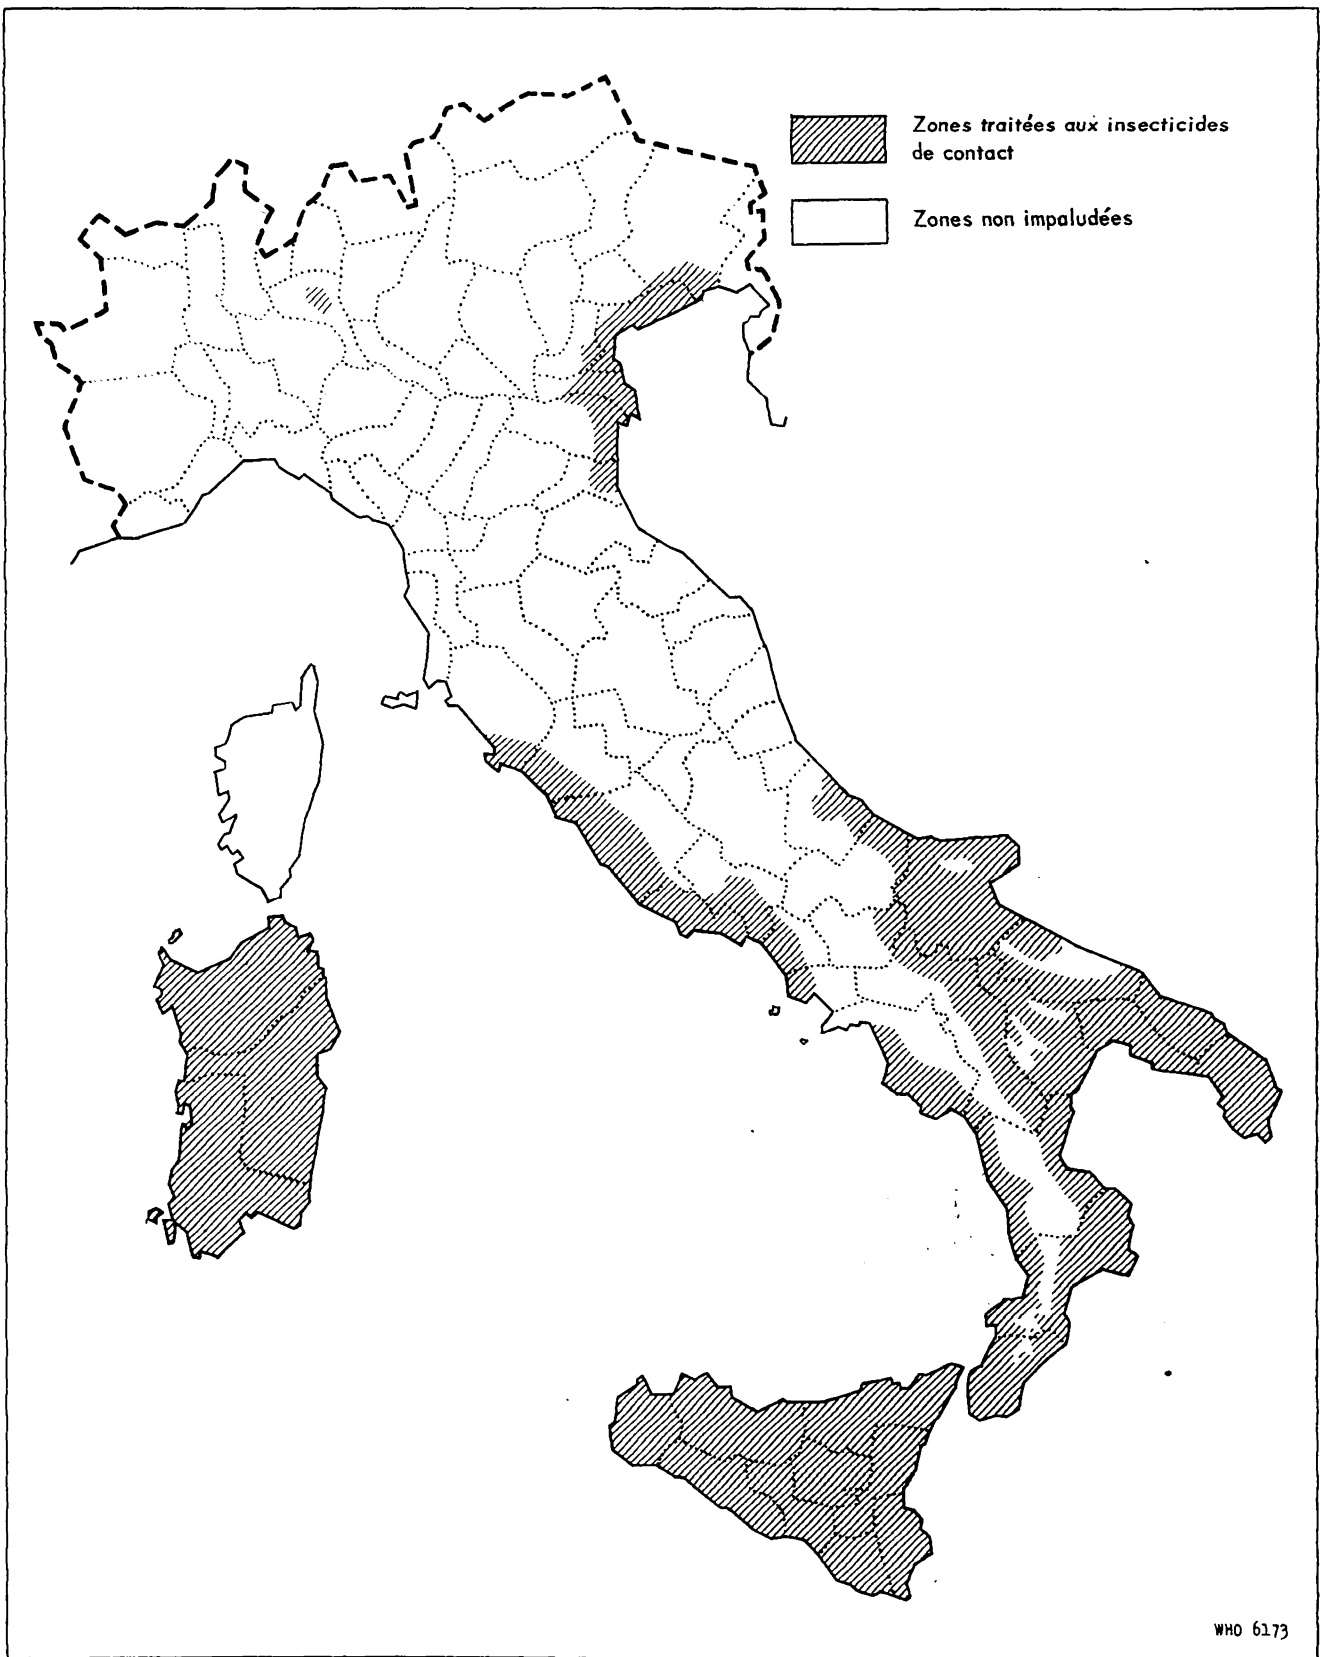 Zones traitées aux insecticides
de contact
Zones non impaludées
WHO 6173